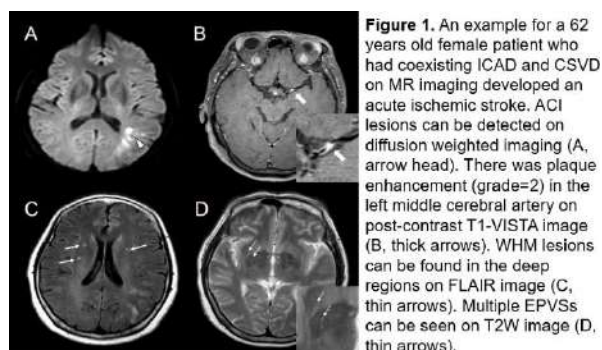 A
B
C
D
Figure 1. An example for a 62
years old female patient who
had coexisting ICAD and CSVD
on MR imaging developed an
acute ischemic stroke. ACI
lesions can be detected on
diffusion weighted imaging (A,
arrow head). There was plaque
enhancement (grade=2) in the
left middle cerebral artery on
post-contrast T1-VISTA image
(B, thick arrows). WHM lesions
can be found in the deep
regions on FLAIR image (C,
thin arrows). Multiple EPVSs
can be seen on T2W image (D,
thin arrows).